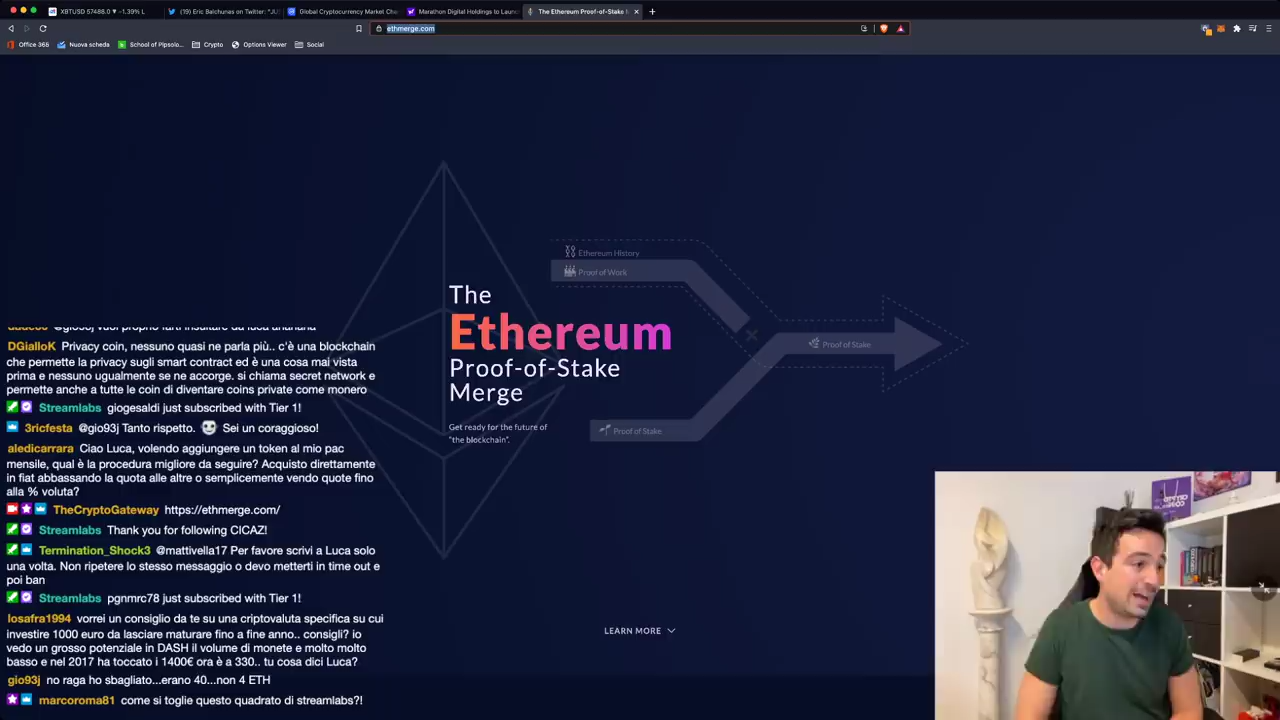 XBTUSD 57488.0 ▼ -1.39% L
(19) Eric Balchunas on Twitter: "JU
Global Cryptocurrency Market Cha
Marathon Digital Holdings to Launc
The Ethereum Proof-of-Stake
ethmerge.com
Office 365
Nuova scheda
School of Pipsolo...
Crypto
Options Viewer
Social
Ethereum History
Proof of Work
The
Ethereum
Proof-of-Stake
Merge
Get ready for the future of
"the blockchain".
Proof of Stake
Proof of Stake
LEARN MORE
DGialloK Privacy coin, nessuno quasi ne parla più.. c'è una blockchain
che permette la privacy sugli smart contract ed è una cosa mai vista
prima e nessuno ugualmente se ne accorge. si chiama secret network e
permette anche a tutte le coin di diventare coins private come monero
Streamlabs giogesaldi just subscribed with Tier 1!
3ricfesta @gio93j Tanto rispetto. Sei un coraggioso!
aledicarrara Ciao Luca, volendo aggiungere un token al mio pac
mensile, qual è la procedura migliore da seguire? Acquisto direttamente
in fiat abbassando la quota alle altre o semplicemente vendo quote fino
alla % voluta?
TheCryptoGateway https://ethmerge.com/
Streamlabs Thank you for following CICAZ!
Termination_Shock3 @mattivella17 Per favore scrivi a Luca solo
una volta. Non ripetere lo stesso messaggio o devo metterti in time out e
poi ban
Streamlabs pgnmrc78 just subscribed with Tier 1!
losafra1994 vorrei un consiglio da te su una criptovaluta specifica su cui
investire 1000 euro da lasciare maturare fino a fine anno.. consigli? io
vedo un grosso potenziale in DASH il volume di monete e molto molto
basso e nel 2017 ha toccato i 1400€ ora è a 330.. tu cosa dici Luca?
gio93j no raga ho sbagliato...erano 40...non 4 ETH
marcoroma81 come si toglie questo quadrato di streamlabs?!